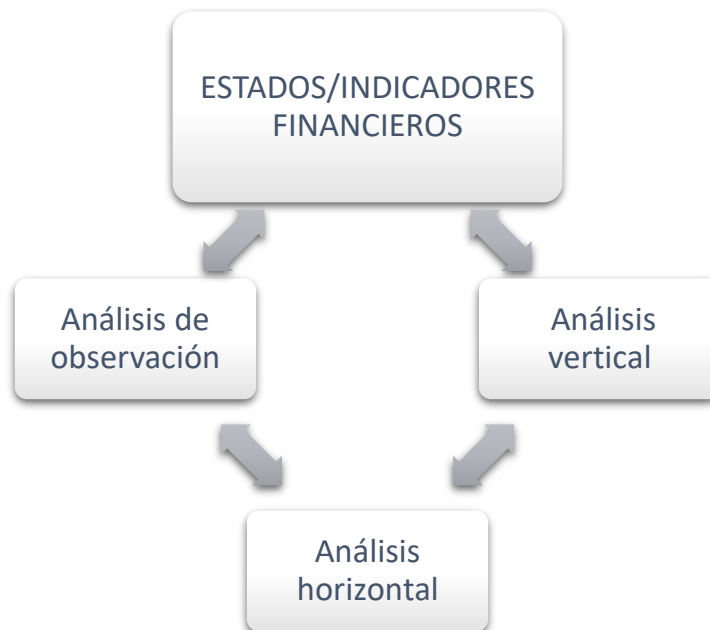 ESTADOS/INDICADORES
FINANCIEROS
Análisis de
observación
Análisis
vertical
Análisis
horizontal